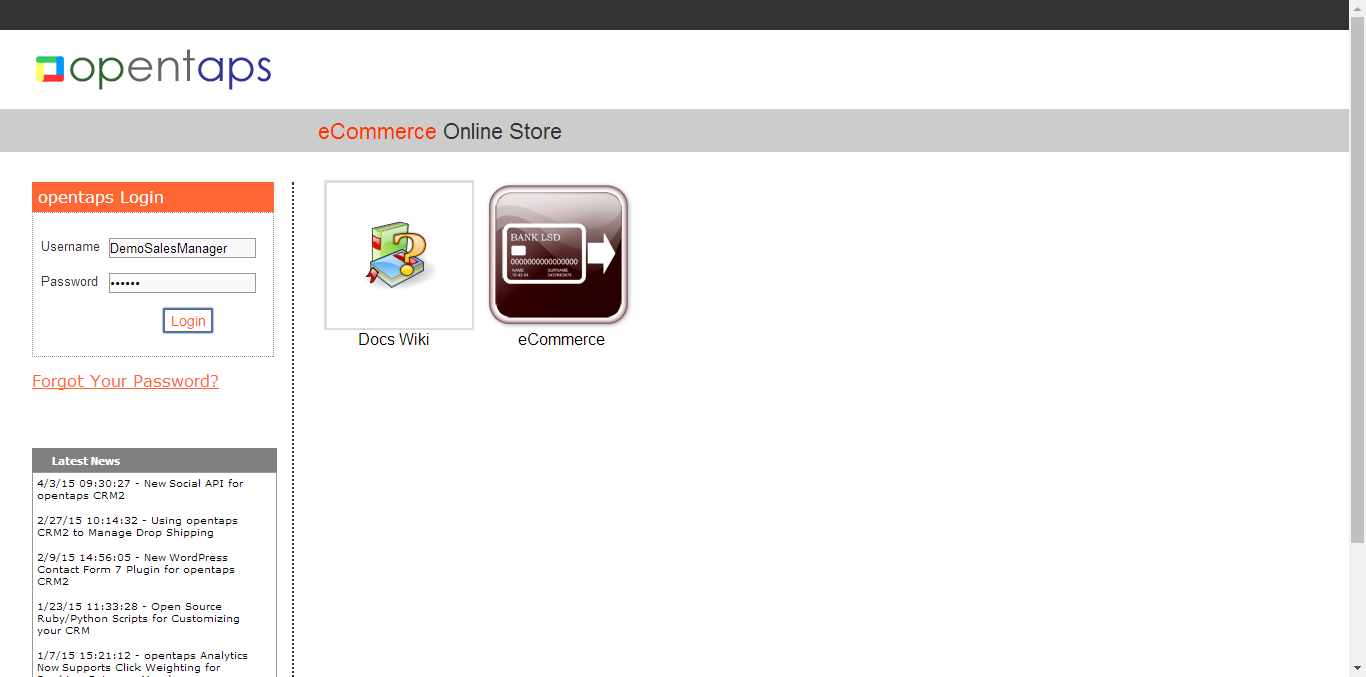 opentaps
eCommerce Online Store
opentaps Login
Username DemoSalesManager
Password ••••••
Login
Forgot Your Password?
BANK LSD
0000000000000000
NAME SURNAME
Docs Wiki
eCommerce
Latest News
4/3/15 09:30:27 - New Social API for
opentaps CRM2
2/27/15 10:14:32 - Using opentaps
CRM2 to Manage Drop Shipping
2/9/15 14:56:05 - New WordPress
Contact Form 7 Plugin for opentaps
CRM2
1/23/15 11:33:28 - Open Source
Ruby/Python Scripts for Customizing
your CRM
1/7/15 15:21:12 - opentaps Analytics
Now Supports Click Weighting for